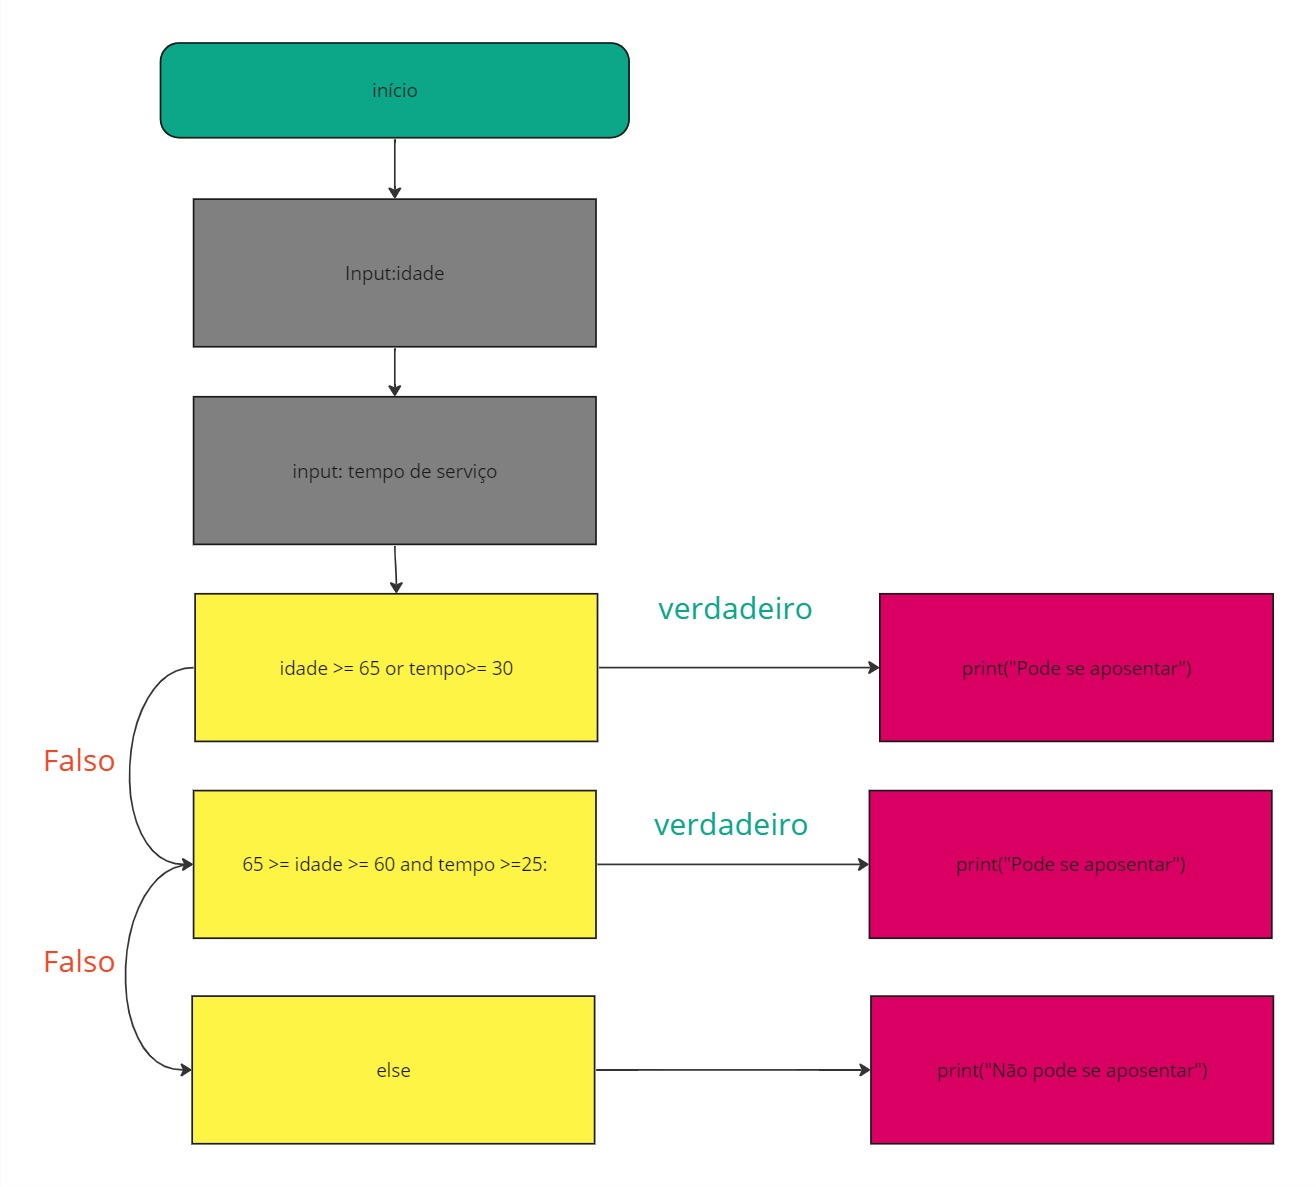 início
Input:idade
input: tempo de serviço
idade >= 65 or tempo>= 30
verdadeiro
print("Pode se aposentar")
Falso
65 >= idade >= 60 and tempo >=25:
verdadeiro
print("Pode se aposentar")
Falso
else
print("Não pode se aposentar")